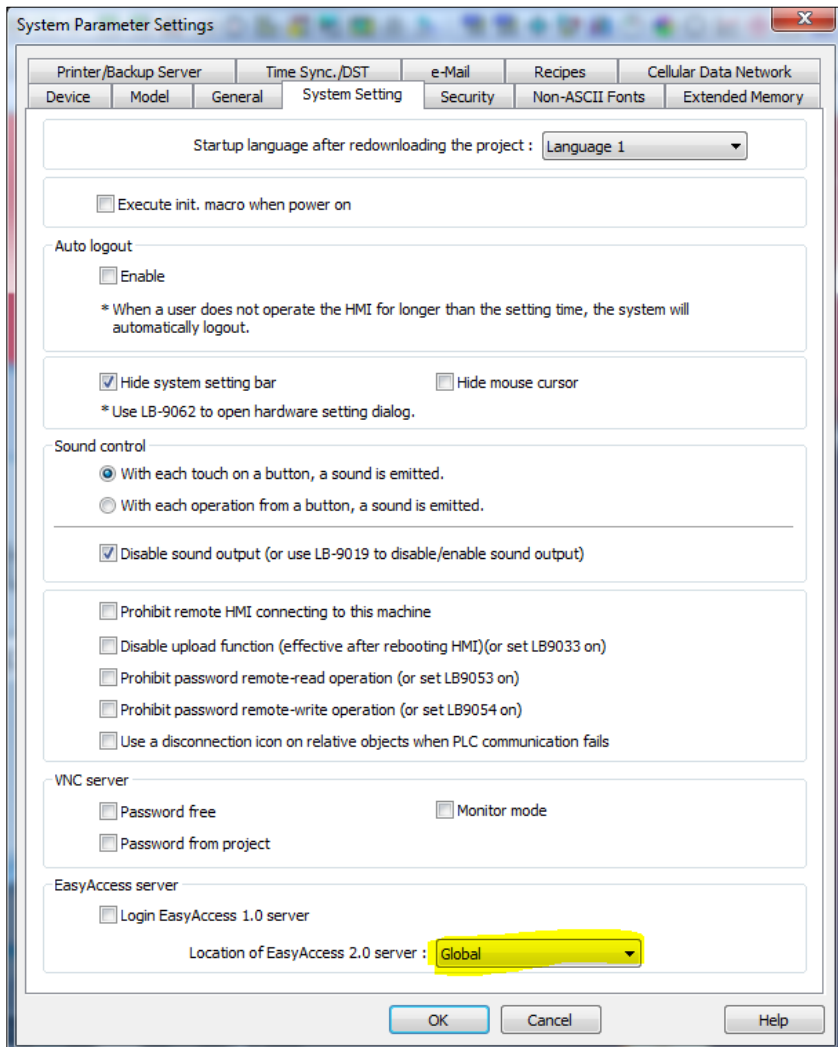 System Parameter Settings
Printer/Backup Server Time Sync./DST e-Mail Recipes Cellular Data Network
Device Model General System Setting Security Non-ASCII Fonts Extended Memory
Startup language after redownloading the project : Language 1
Execute init. macro when power on
Auto logout
Enable
* When a user does not operate the HMI for longer than the setting time, the system will
automatically logout.
Hide system setting bar Hide mouse cursor
* Use LB-9062 to open hardware setting dialog.
Sound control
With each touch on a button, a sound is emitted.
With each operation from a button, a sound is emitted.
Disable sound output (or use LB-9019 to disable/enable sound output)
Prohibit remote HMI connecting to this machine
Disable upload function (effective after rebooting HMI)(or set LB9033 on)
Prohibit password remote-read operation (or set LB9053 on)
Prohibit password remote-write operation (or set LB9054 on)
Use a disconnection icon on relative objects when PLC communication fails
VNC server
Password free Monitor mode
Password from project
EasyAccess server
Login EasyAccess 1.0 server
Location of EasyAccess 2.0 server : Global
OK Cancel Help